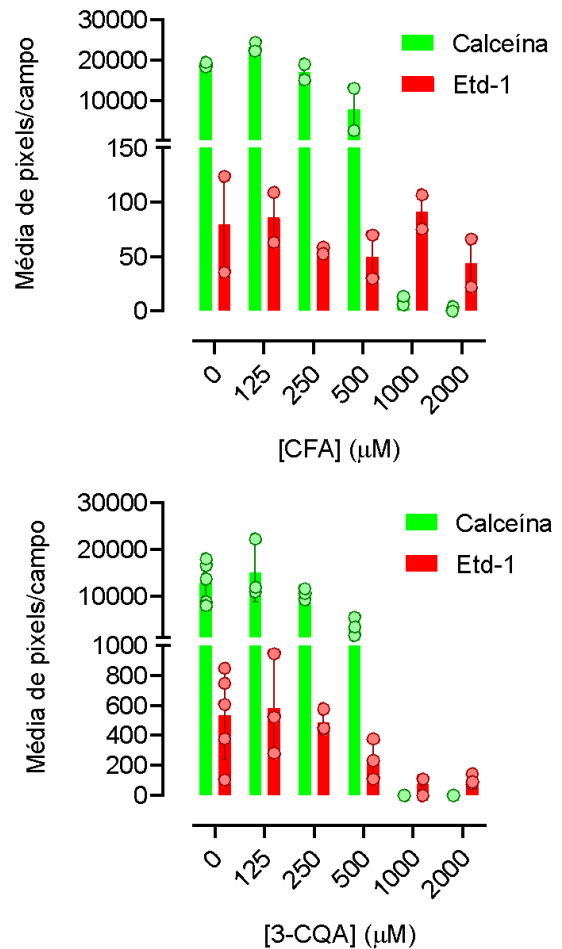 30000
20000
10000
150
100
50
0
Média de pixels/campo
Calceína
Etd-1
0 125 250 500 1000 2000
[CFA] (µM)
30000
20000
10000
1000
800
600
400
200
0
Média de pixels/campo
Calceína
Etd-1
0 125 250 500 1000 2000
[3-CQA] (µM)